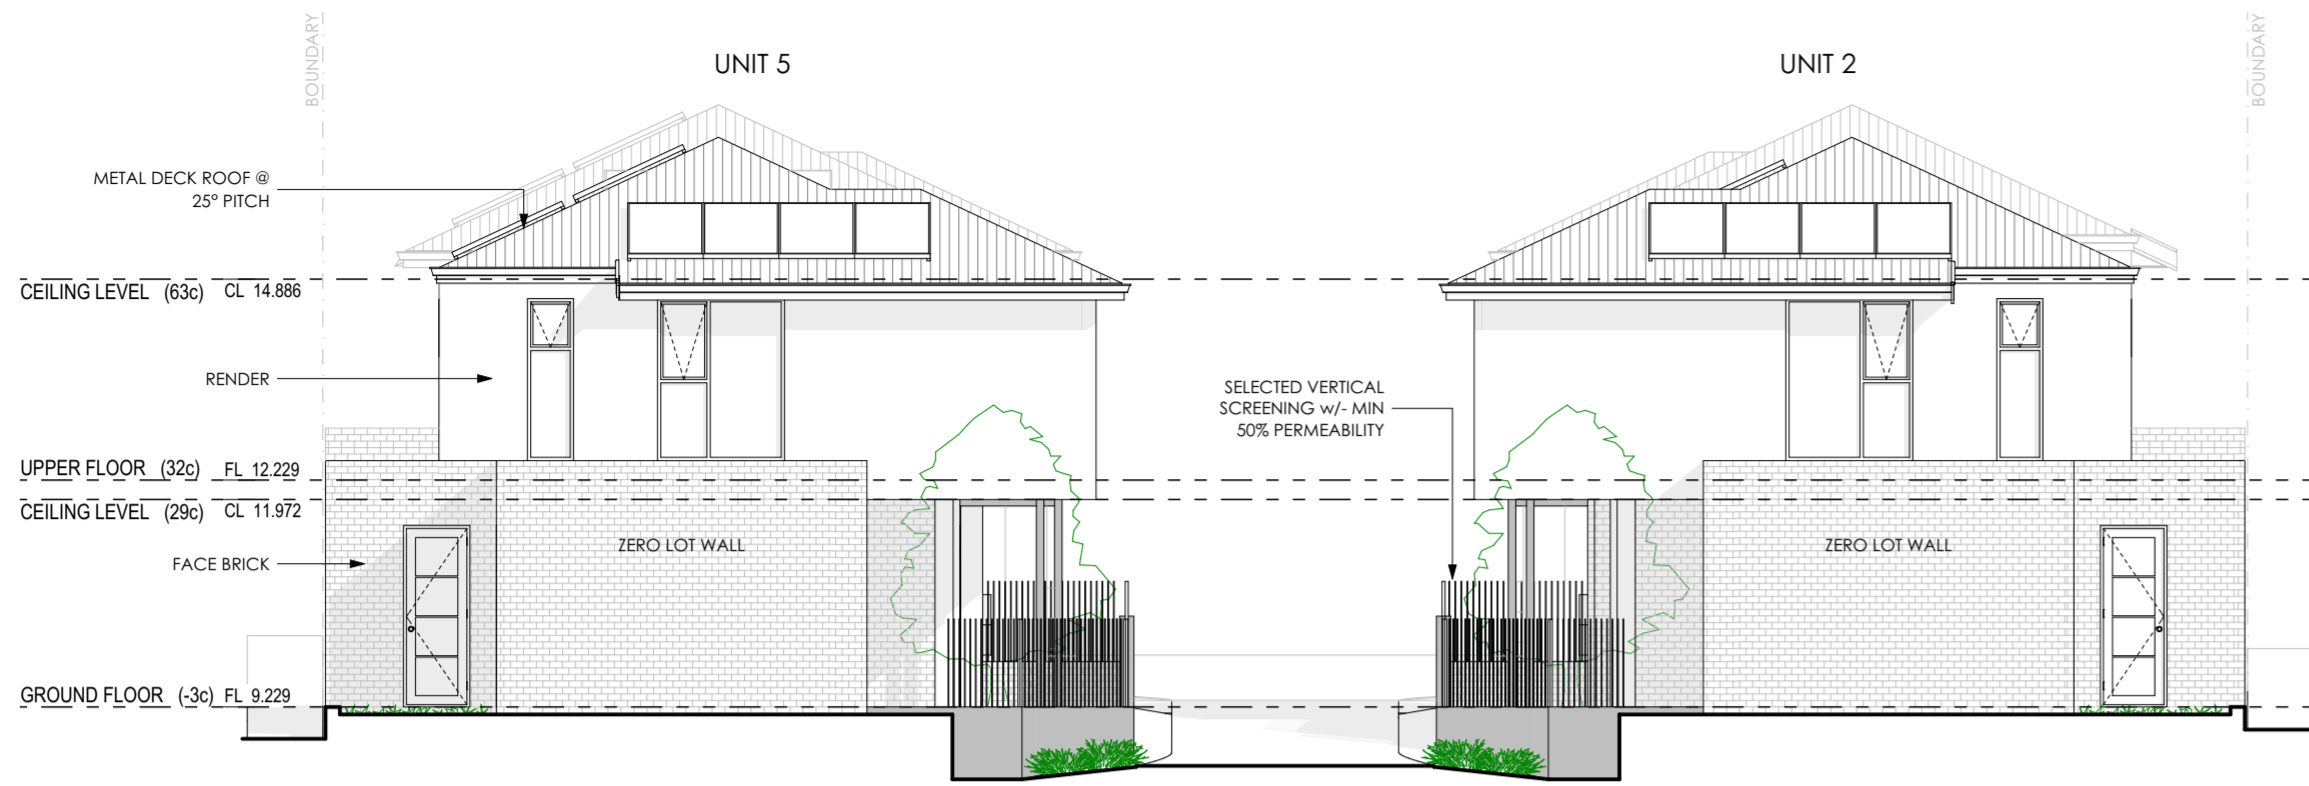 BOUNDARY
UNIT 5
UNIT 2
BOUNDARY
METAL DECK ROOF @
25° PITCH
CEILING LEVEL (63c) CL 14.886
RENDER
SELECTED VERTICAL
SCREENING w/- MIN
50% PERMEABILITY
UPPER FLOOR (32c) FL 12.229
CEILING LEVEL (29c) CL 11.972
ZERO LOT WALL
ZERO LOT WALL
FACE BRICK
GROUND FLOOR (-3c) FL 9.229